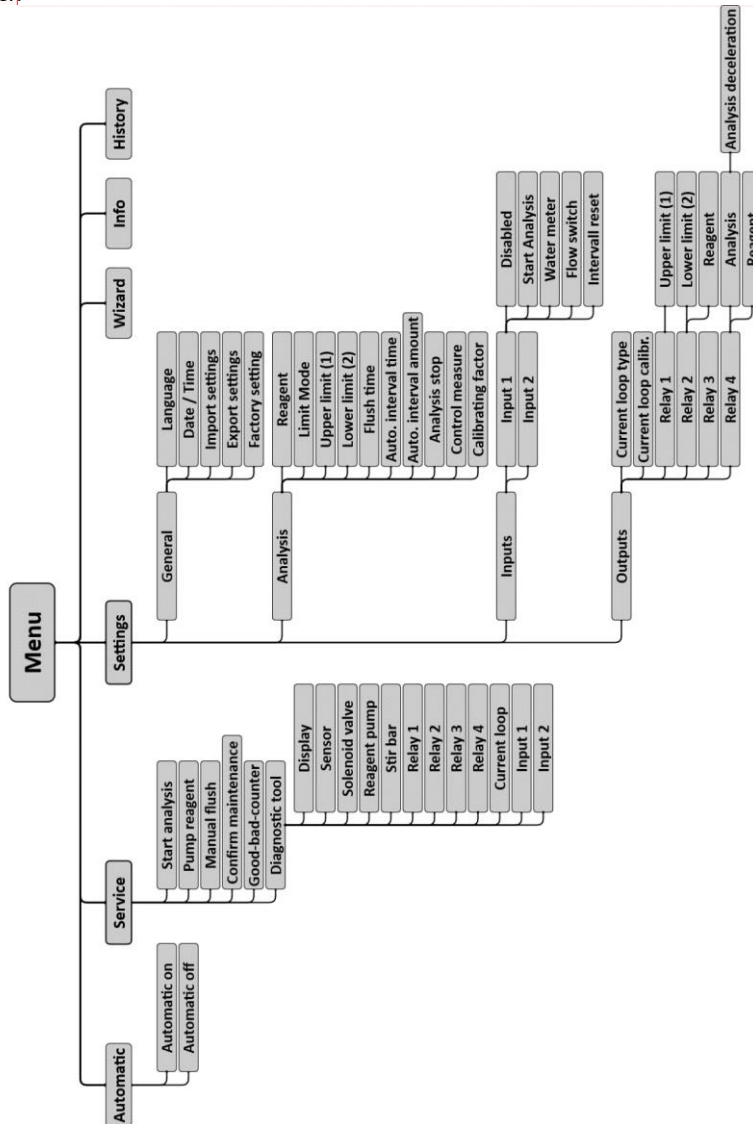 Menu
Automatic
Automatic on
Automatic off
Service
Start analysis
Pump reagent
Manual flush
Confirm maintenance
Good-bad-counter
Diagnostic tool
Display
Sensor
Solenoid valve
Reagent pump
Stir bar
Relay 1
Relay 2
Relay 3
Relay 4
Current loop
Input 1
Input 2
Settings
General
Language
Date / Time
Import settings
Export settings
Factory setting
Analysis
Reagent
Limit Mode
Upper limit (1)
Lower limit (2)
Flush time
Auto. interval time
Auto. interval amount
Analysis stop
Control measure
Calibrating factor
Inputs
Input 1
Input 2
Disabled
Start Analysis
Water meter
Flow switch
Intervall reset
Outputs
Current loop type
Current loop calibr.
Relay 1
Relay 2
Relay 3
Relay 4
Upper limit (1)
Lower limit (2)
Reagent
Analysis
Reagent
Analysis deceleration
Wizard
Info
History